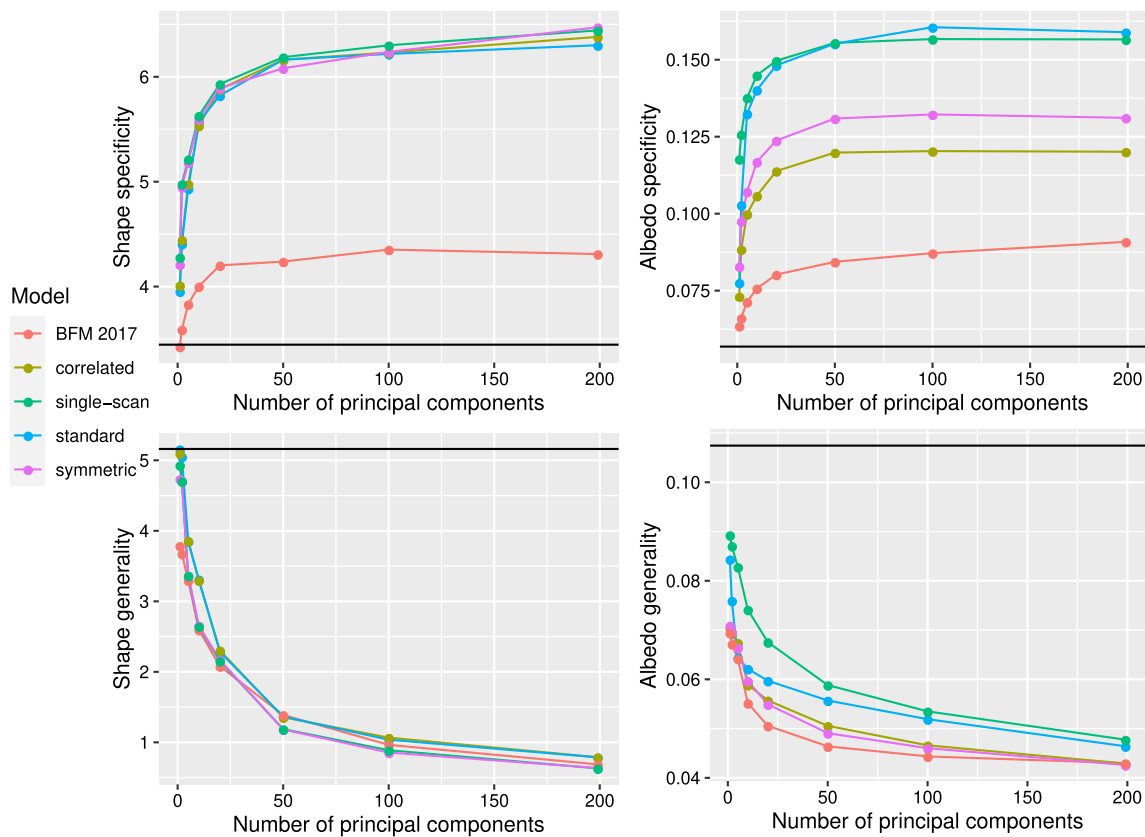 6
5
4
Shape specificity
0
50
100
150
200
Number of principal components
0.150
0.125
0.100
0.075
Albedo specificity
0
50
100
150
200
Number of principal components
Model
BFM 2017
correlated
single−scan
standard
symmetric
5
4
3
2
1
Shape generality
0
50
100
150
200
Number of principal components
0.10
0.08
0.06
0.04
Albedo generality
0
50
100
150
200
Number of principal components